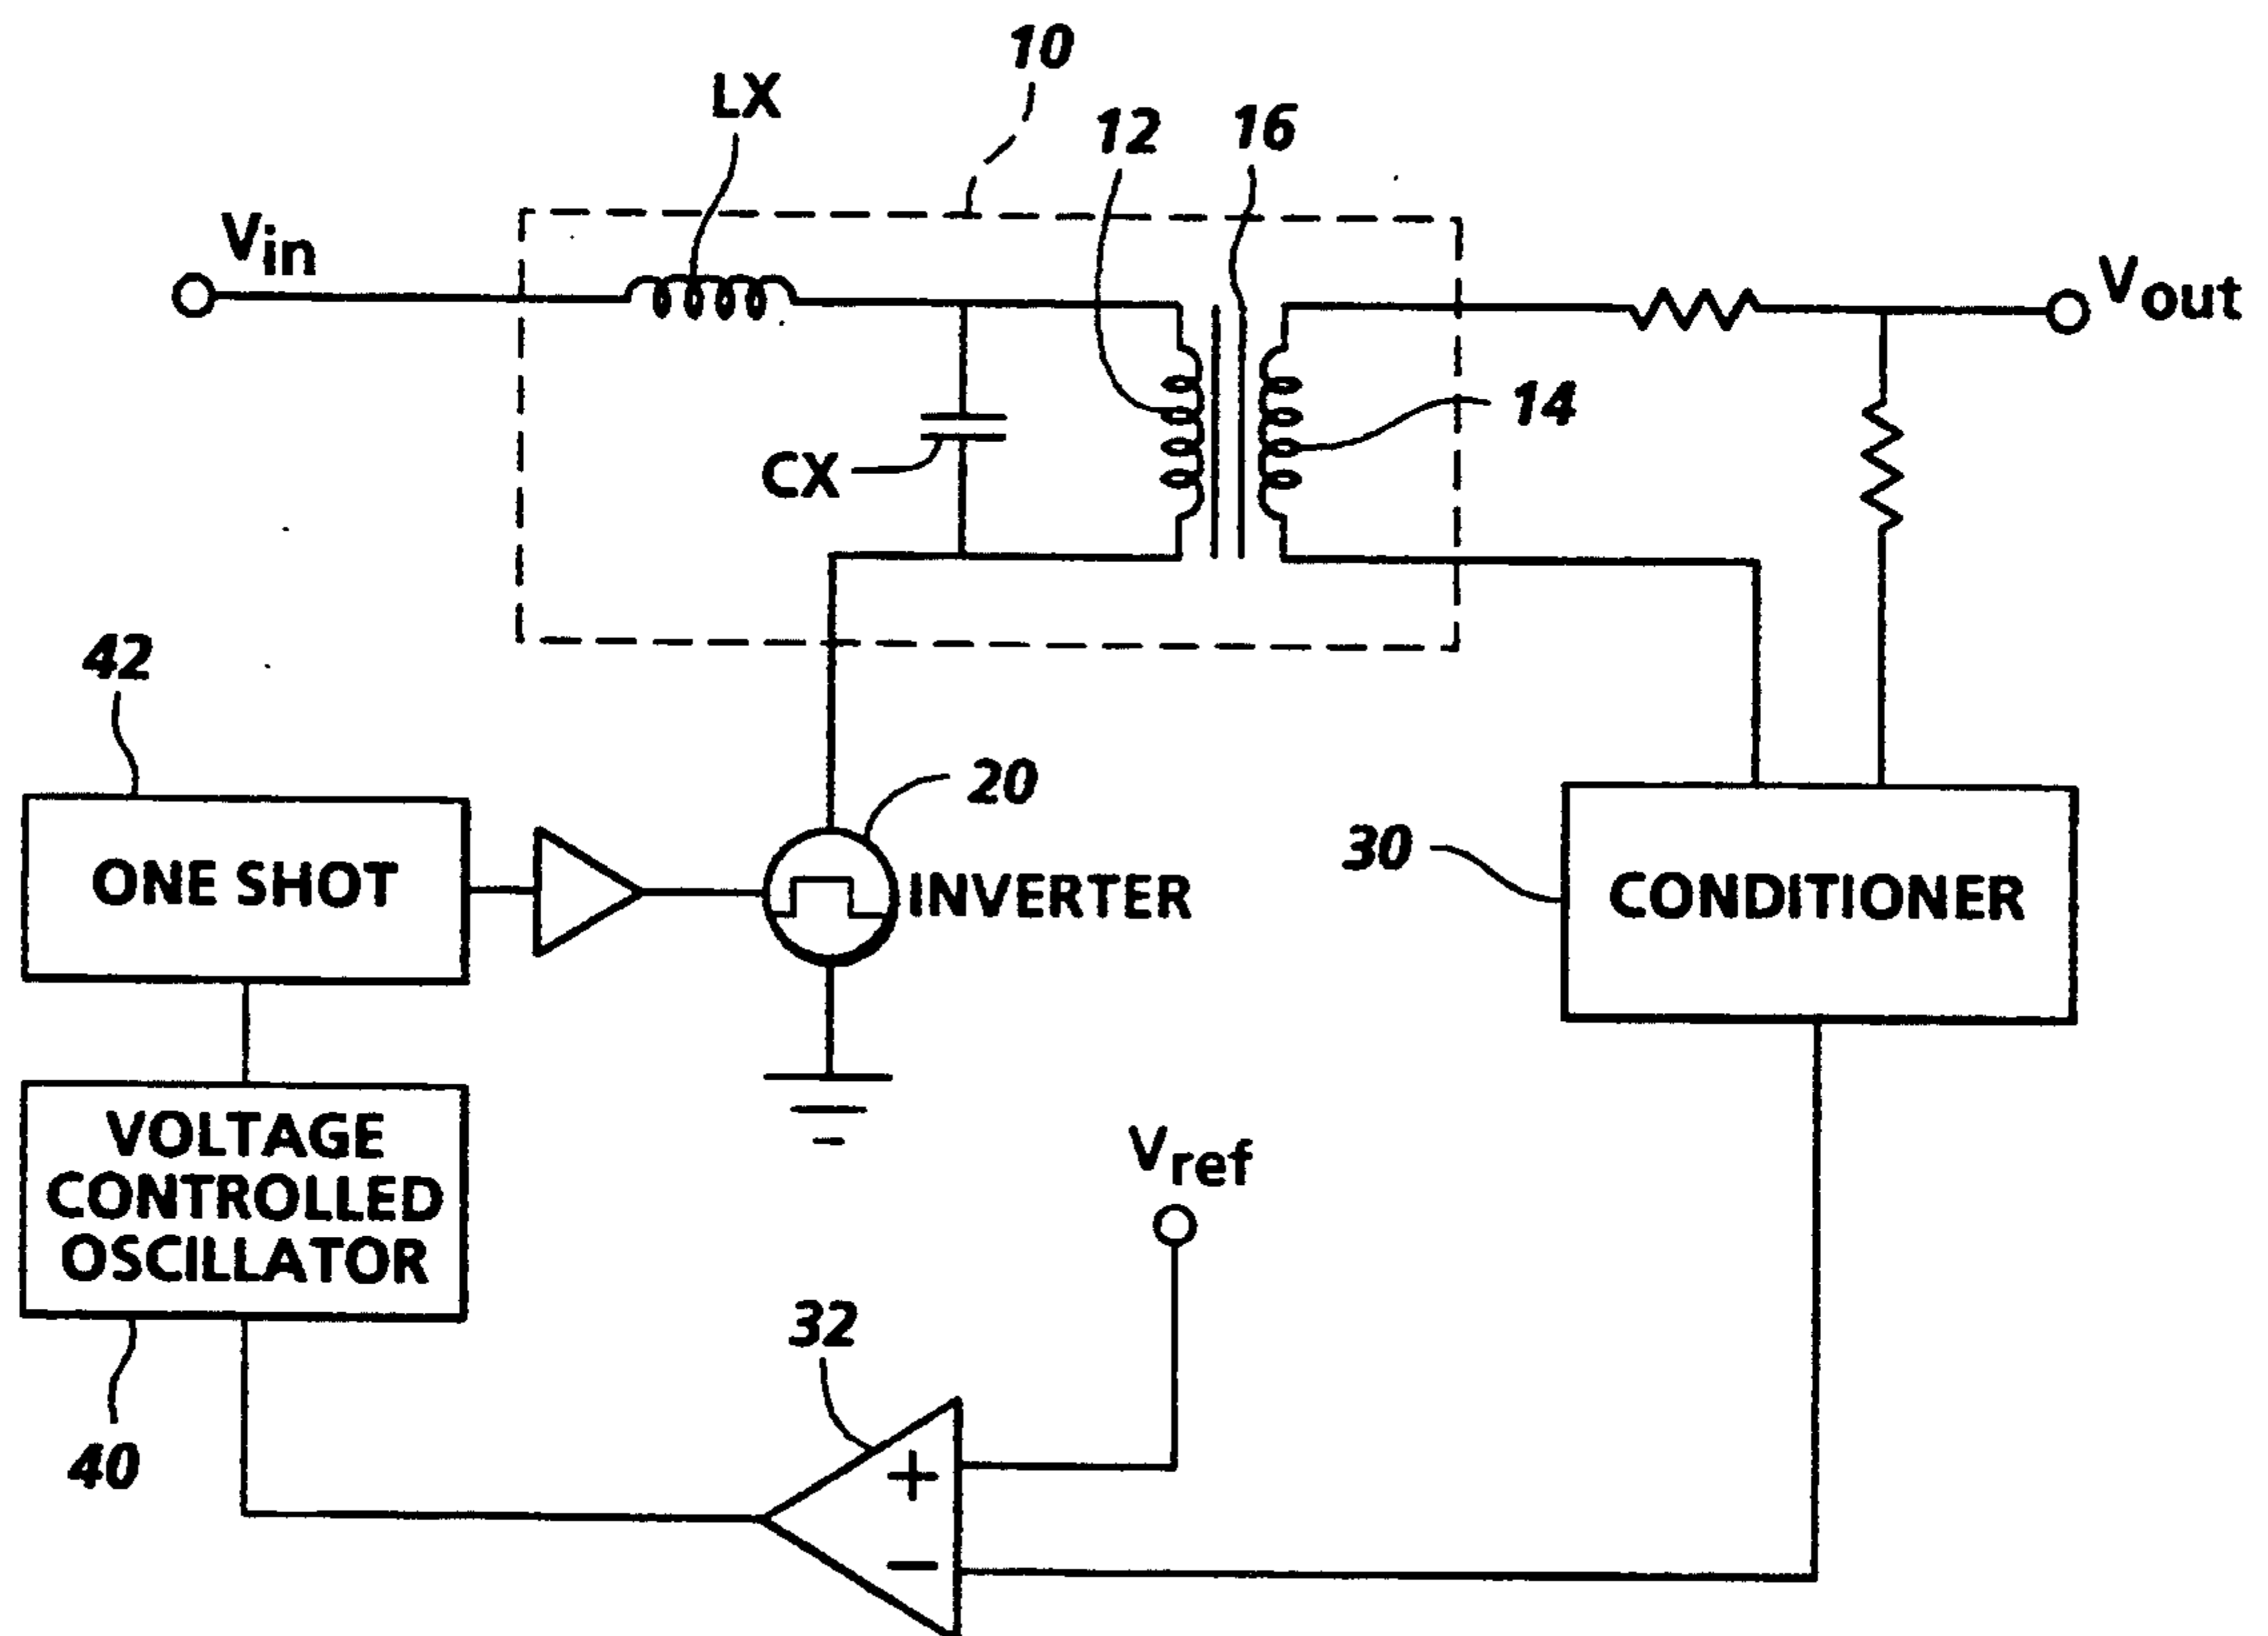 10
LX
12
16
Vin
Vout
14
CX
42
20
ONE SHOT
INVERTER
30
CONDITIONER
VOLTAGE
CONTROLLED
OSCILLATOR
Vref
32
40
+
−